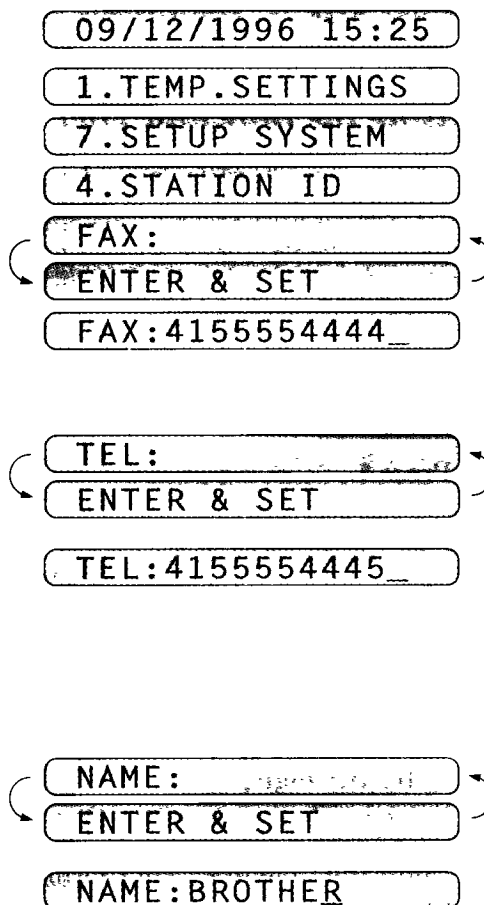 09/12/1996 15:25
1.TEMP.SETTINGS
7.SETUP SYSTEM
4.STATION ID
FAX:
ENTER & SET
FAX:4155554444_
TEL:
ENTER & SET
TEL:4155554445_
NAME:
ENTER & SET
NAME:BROTHER